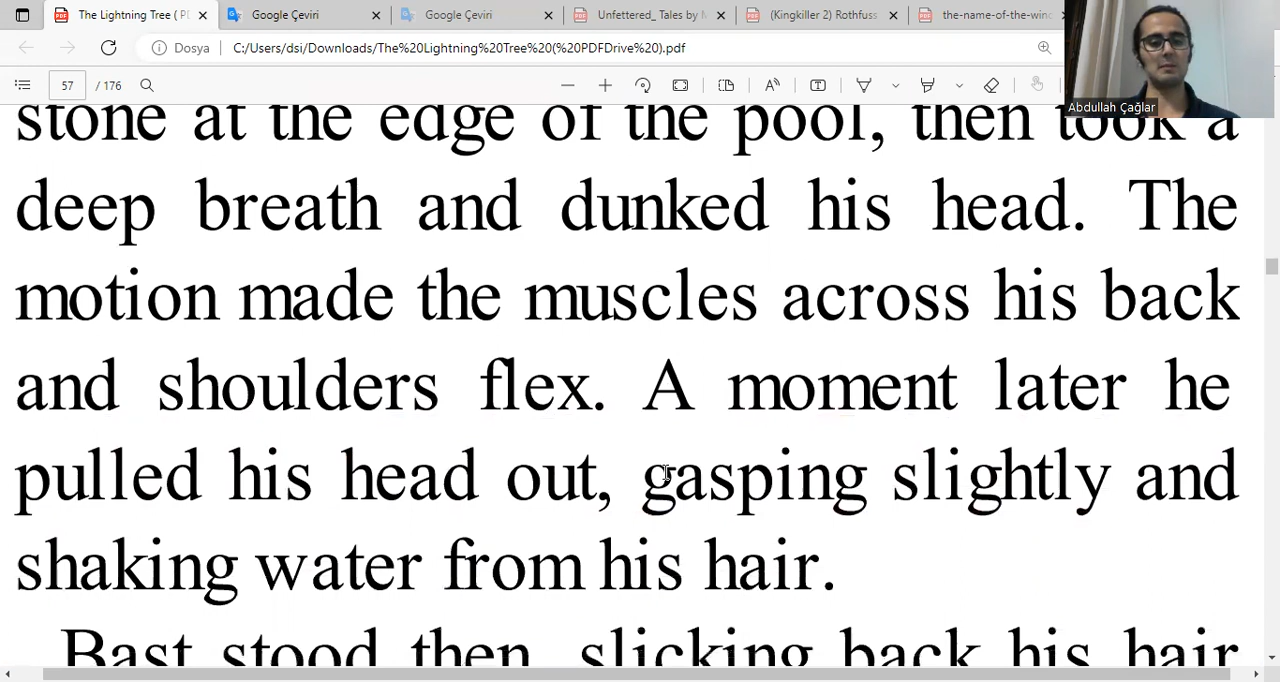 The Lightning Tree ( P
Google Çeviri
Google Çeviri
Unfettered_ Tales by M
(Kingkiller 2) Rothfuss
the-name-of-the-wind
Dosya
C:/Users/dsi/Downloads/The%20Lightning%20Tree%20(%20PDFDrive%20).pdf
57 / 176
Abdullah Çağlar
stone at the edge of the pool, then took a
deep breath and dunked his head. The
motion made the muscles across his back
and shoulders flex. A moment later he
pulled his head out, gasping slightly and
shaking water from his hair.
Bast stood then, slicking back his hair